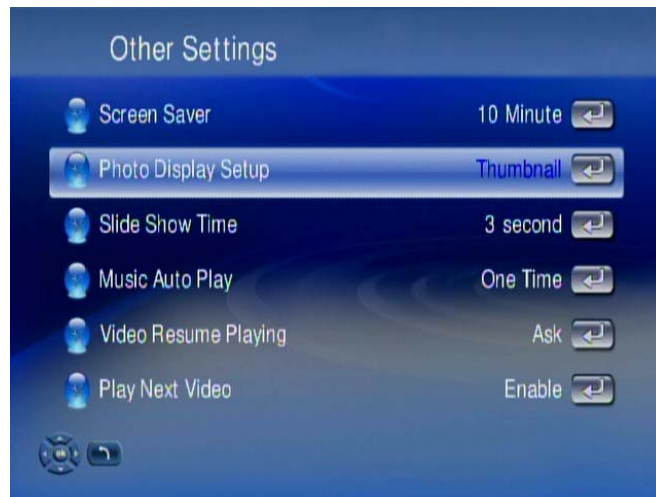 Other Settings
Screen Saver 10 Minute
Photo Display Setup Thumbnail
Slide Show Time 3 second
Music Auto Play One Time
Video Resume Playing Ask
Play Next Video Enable
ok